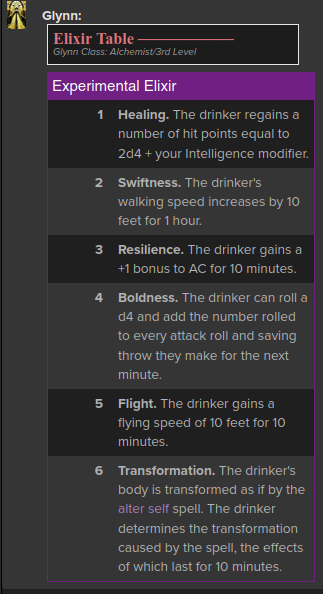 Glynn:
Elixir Table
Glynn Class: Alchemist/3rd Level
Experimental Elixir
1 Healing. The drinker regains a
number of hit points equal to
2d4 + your Intelligence modifier.
2 Swiftness. The drinker's
walking speed increases by 10
feet for 1 hour.
3 Resilience. The drinker gains a
+1 bonus to AC for 10 minutes.
4 Boldness. The drinker can roll a
d4 and add the number rolled
to every attack roll and saving
throw they make for the next
minute.
5 Flight. The drinker gains a
flying speed of 10 feet for 10
minutes.
6 Transformation. The drinker's
body is transformed as if by the
alter self spell. The drinker
determines the transformation
caused by the spell, the effects
of which last for 10 minutes.